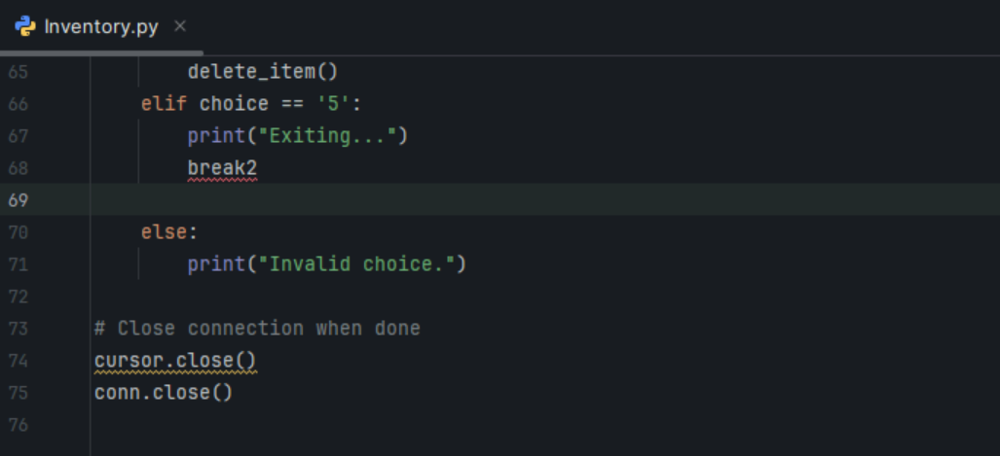 Inventory.py ×
65 delete_item()
66 elif choice == '5':
67 print("Exiting...")
68 break2
69
70 else:
71 print("Invalid choice.")
72
73 # Close connection when done
74 cursor.close()
75 conn.close()
76